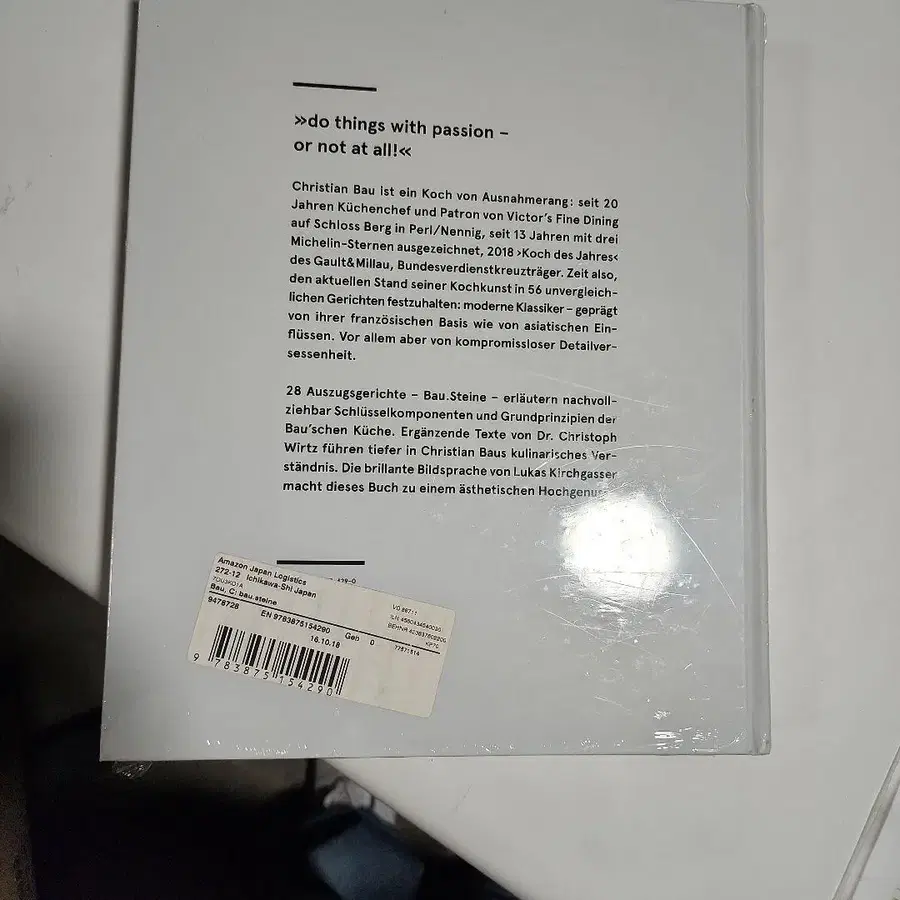 »do things with passion –
or not at all!«
Christian Bau ist ein Koch von Ausnahmerang: seit 20
Jahren Küchenchef und Patron von Victor's Fine Dining
auf Schloss Berg in Perl/Nennig, seit 13 Jahren mit drei
Michelin-Sternen ausgezeichnet, 2018 ›Koch des Jahres‹
des Gault&Millau, Bundesverdienstkreuzträger. Zeit also,
den aktuellen Stand seiner Kochkunst in 56 unvergleich-
lichen Gerichten festzuhalten: moderne Klassiker – geprägt
von ihrer französischen Basis wie von asiatischen Ein-
flüssen. Vor allem aber von kompromissloser Detailver-
sessenheit.
28 Auszugsgerichte – Bau.Steine – erläutern nachvoll-
ziehbar Schlüsselkomponenten und Grundprinzipien der
Bau'schen Küche. Ergänzende Texte von Dr. Christoph
Wirtz führen tiefer in Christian Baus kulinarisches Ver-
ständnis. Die brillante Bildsprache von Lukas Kirchgasser
macht dieses Buch zu einem ästhetischen
Amazon Japan Logistics
272-12 Ichikawa-Shi Japan
Bau, C: bau.steine
9478728 EN 9783875154290 Geh 0
16.10.18 77571514
9 783875 154290